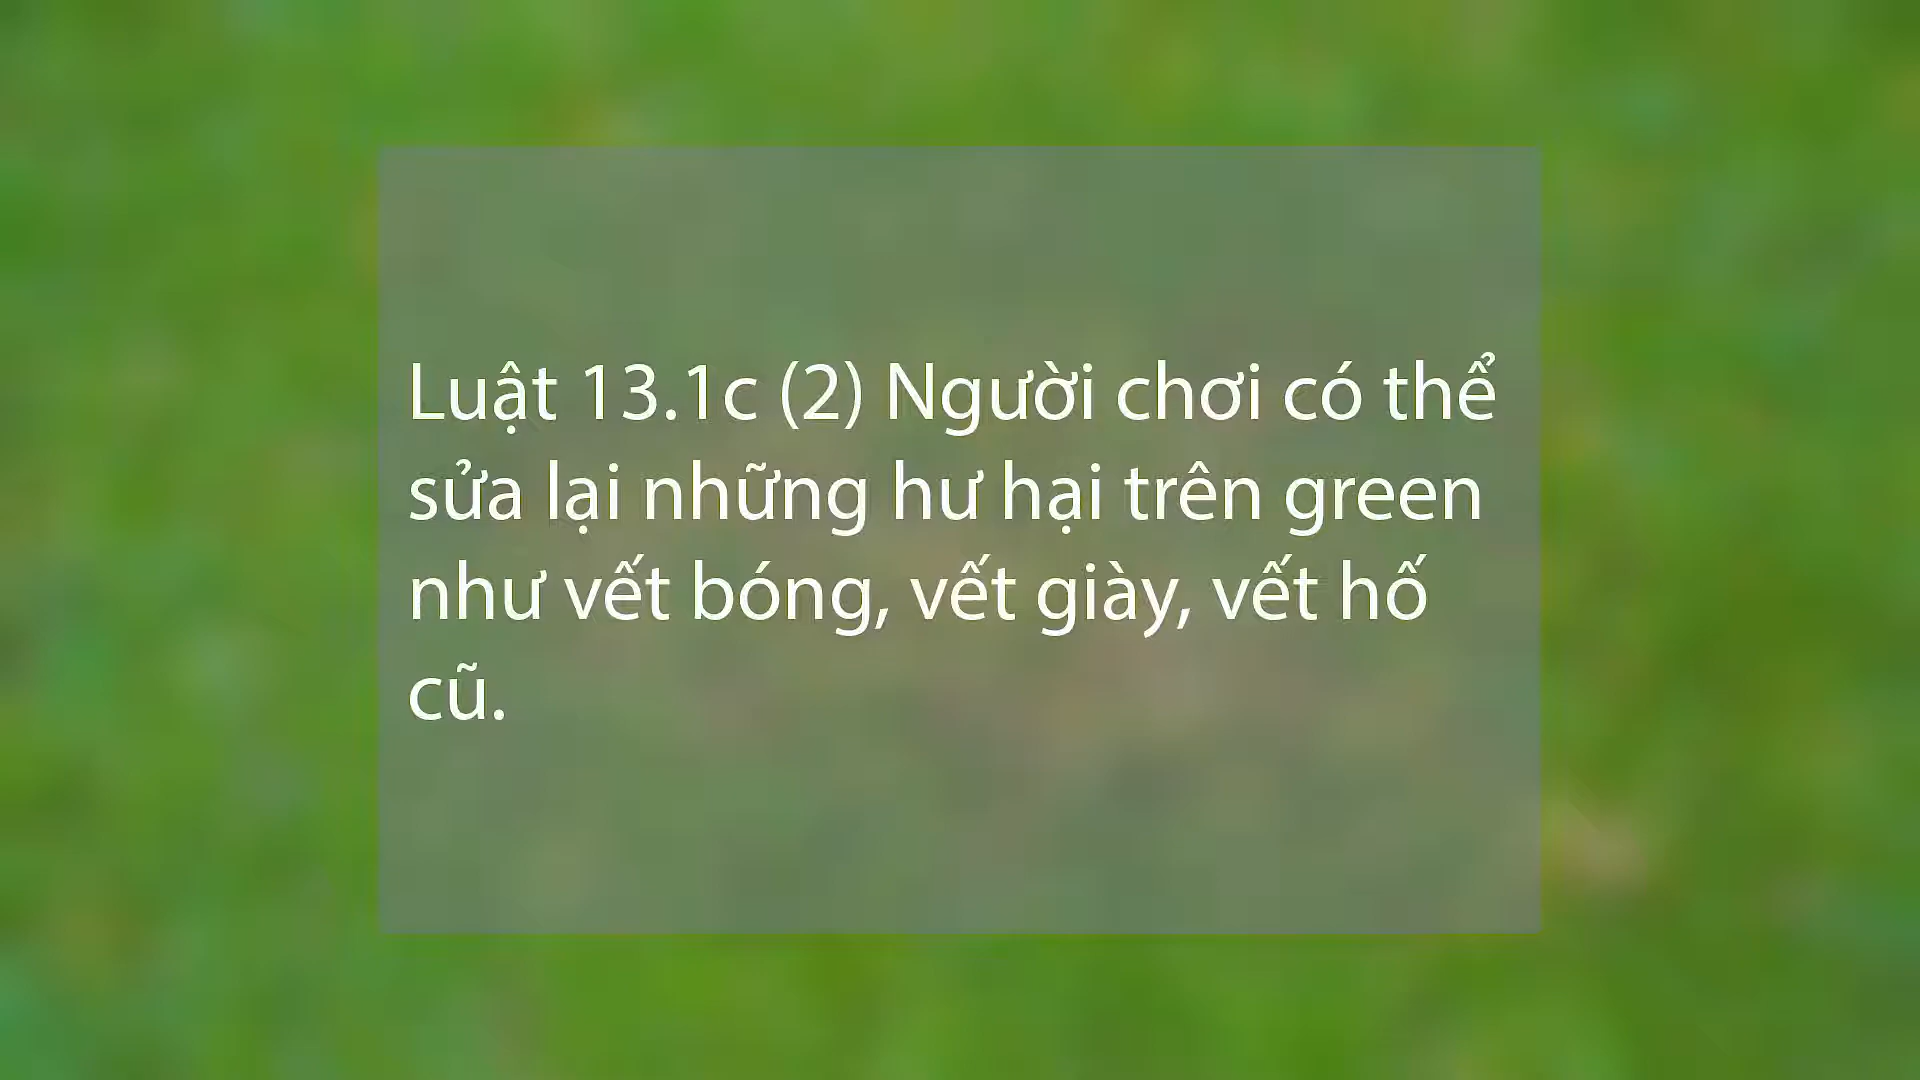 Luật 13.1c (2) Người chơi có thể
sửa lại những hư hại trên green
như vết bóng, vết giày, vết hố
cũ.